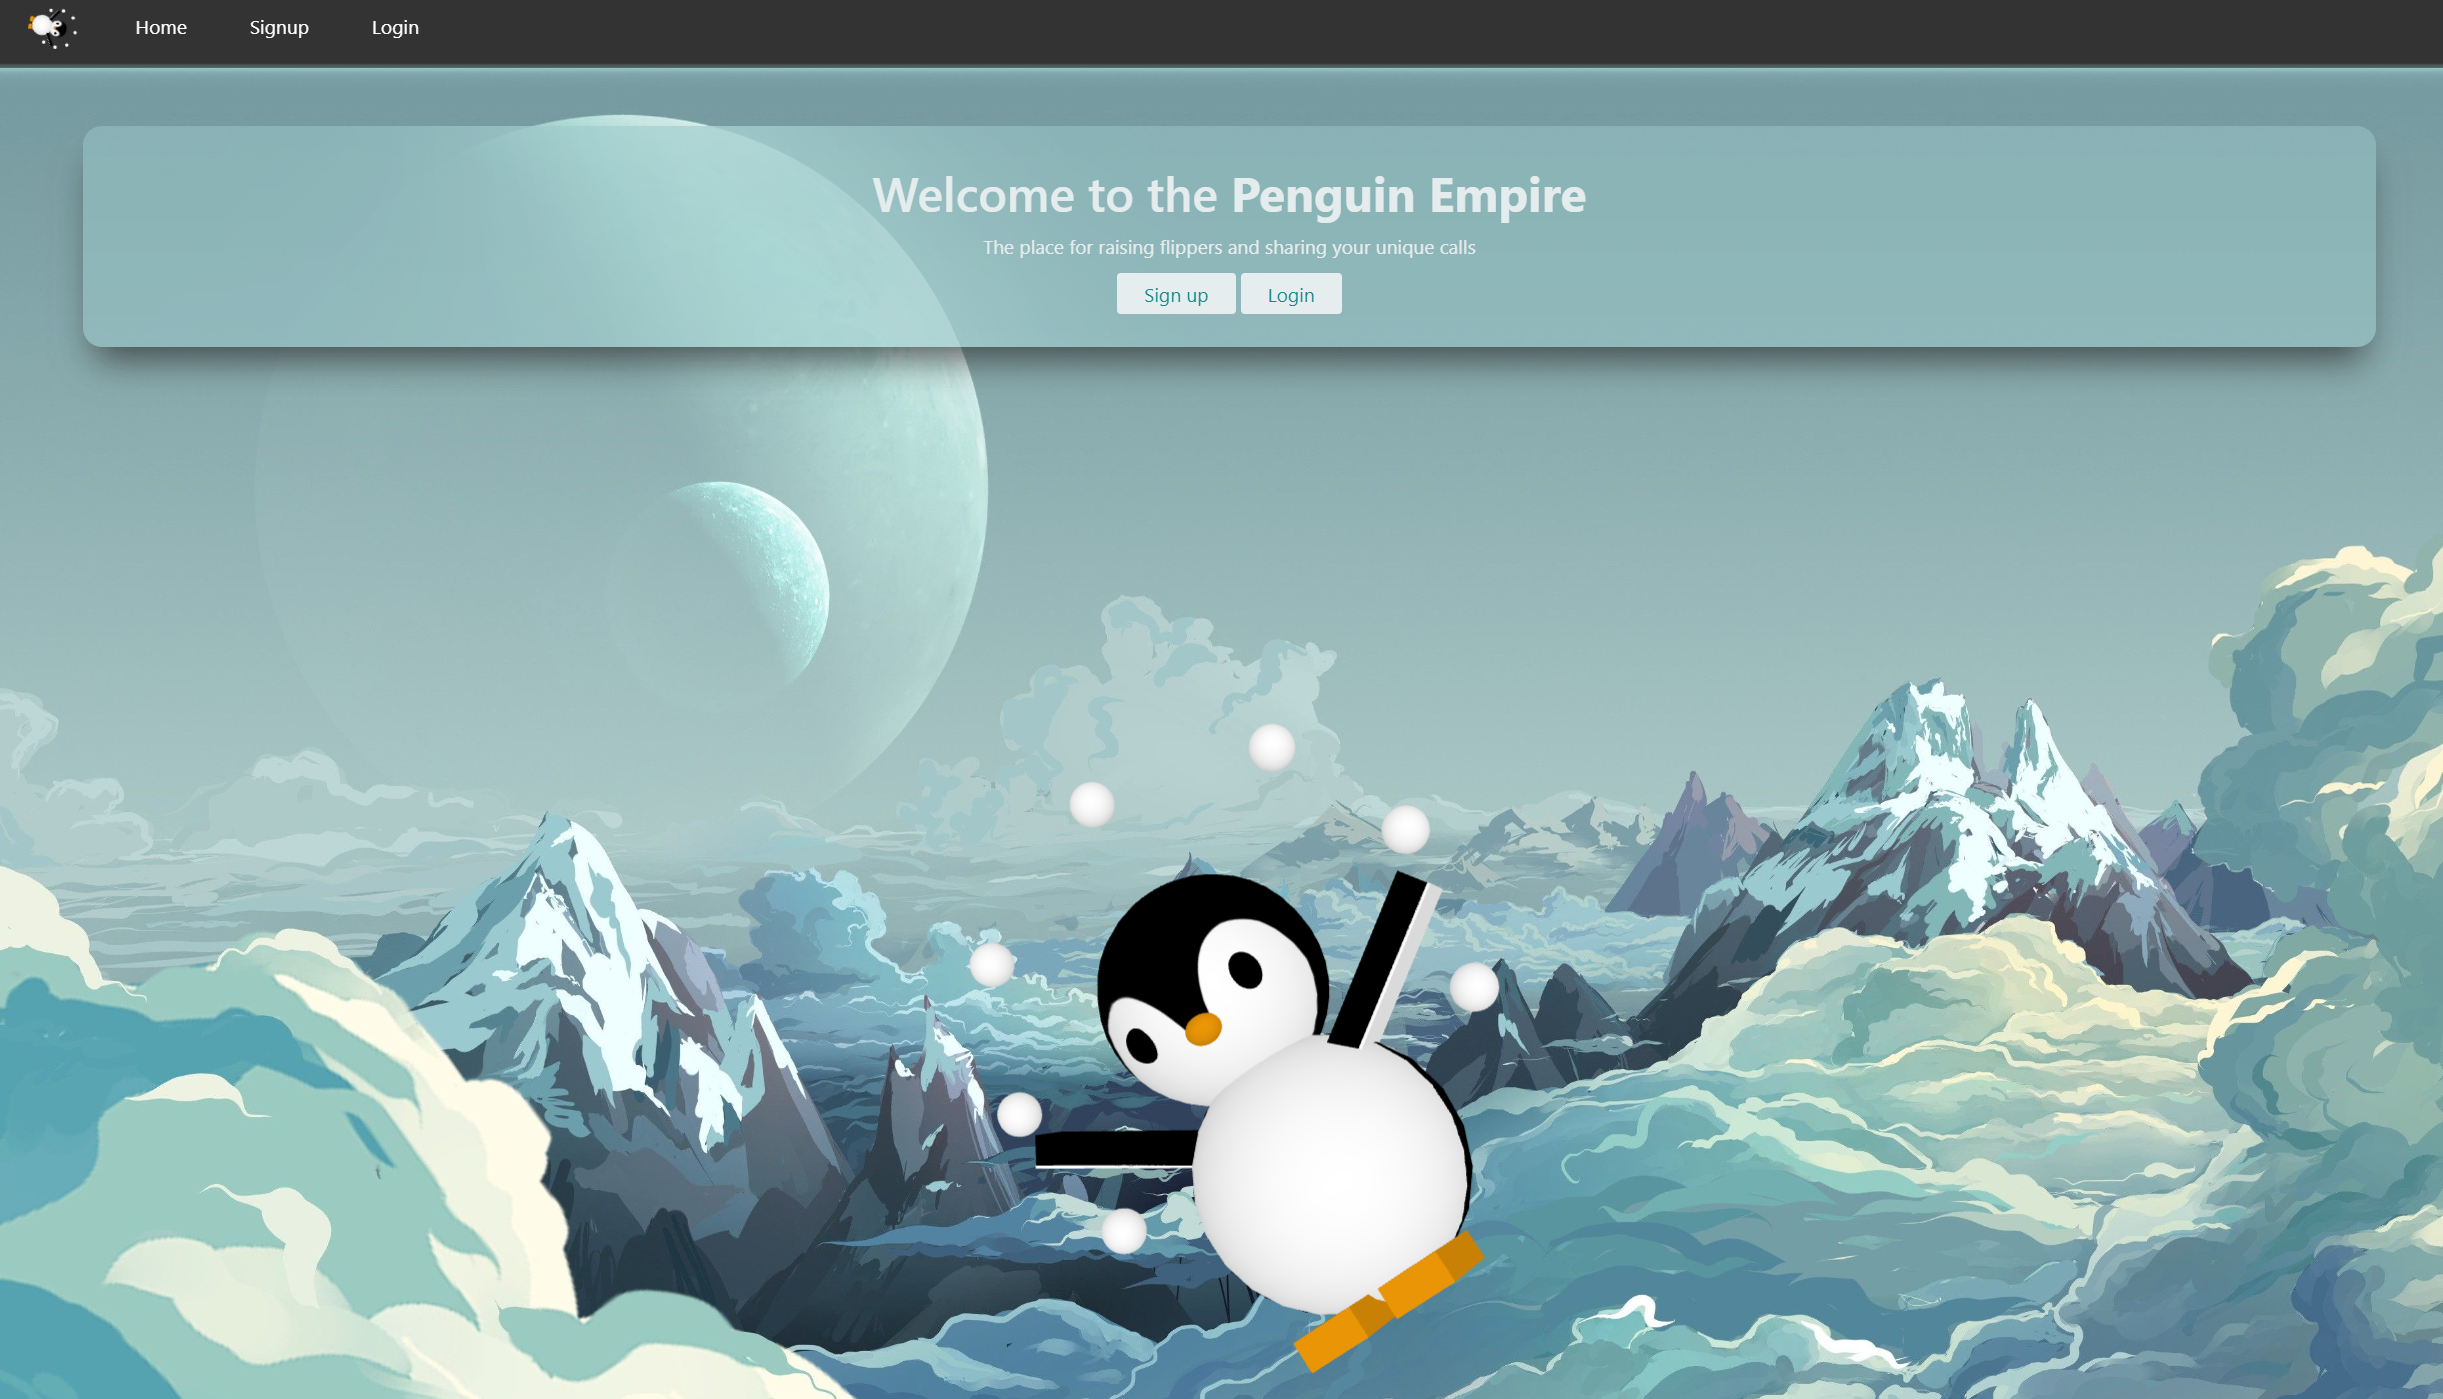 Home Signup Login
Welcome to the Penguin Empire
The place for raising flippers and sharing your unique calls
Sign up Login